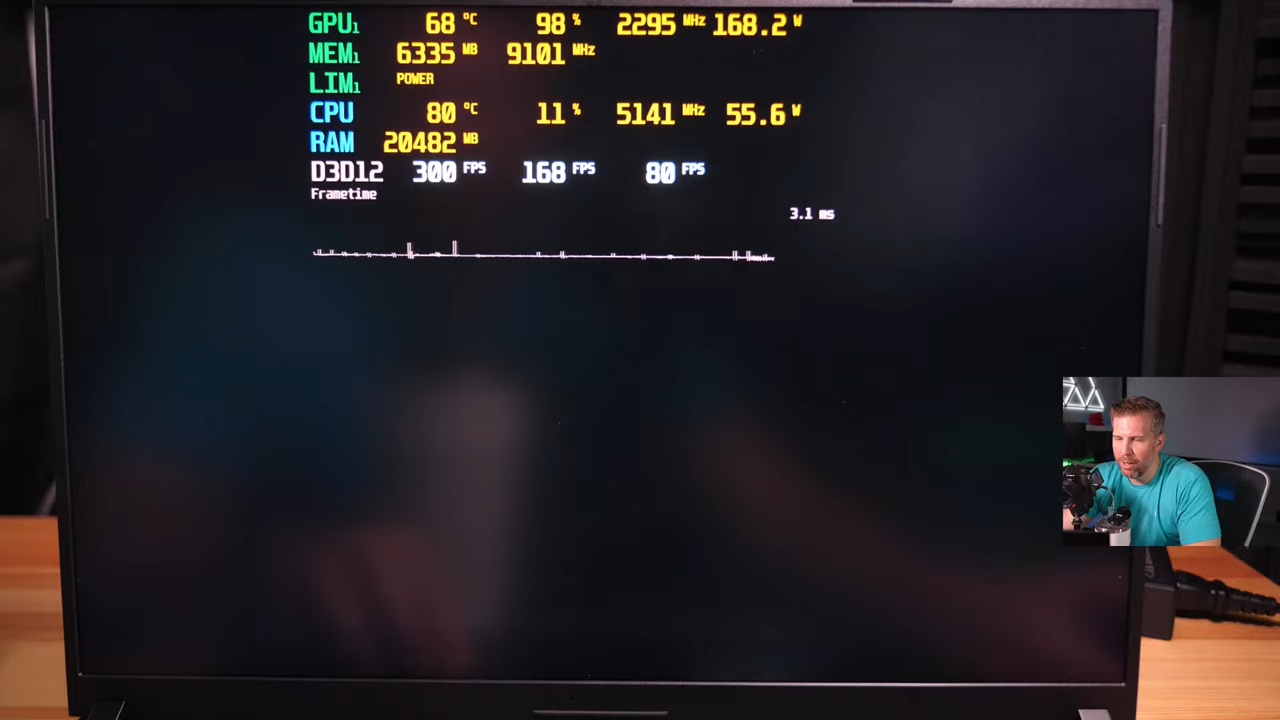 GPU1 68 °C 98 % 2295 MHz 168.2 W
MEM1 6335 MB 9101 MHz
LIM1 POWER
CPU 80 °C 11 % 5141 MHz 55.6 W
RAM 20482 MB
D3D12 300 FPS 168 FPS 80 FPS
Frametime
3.1 ms